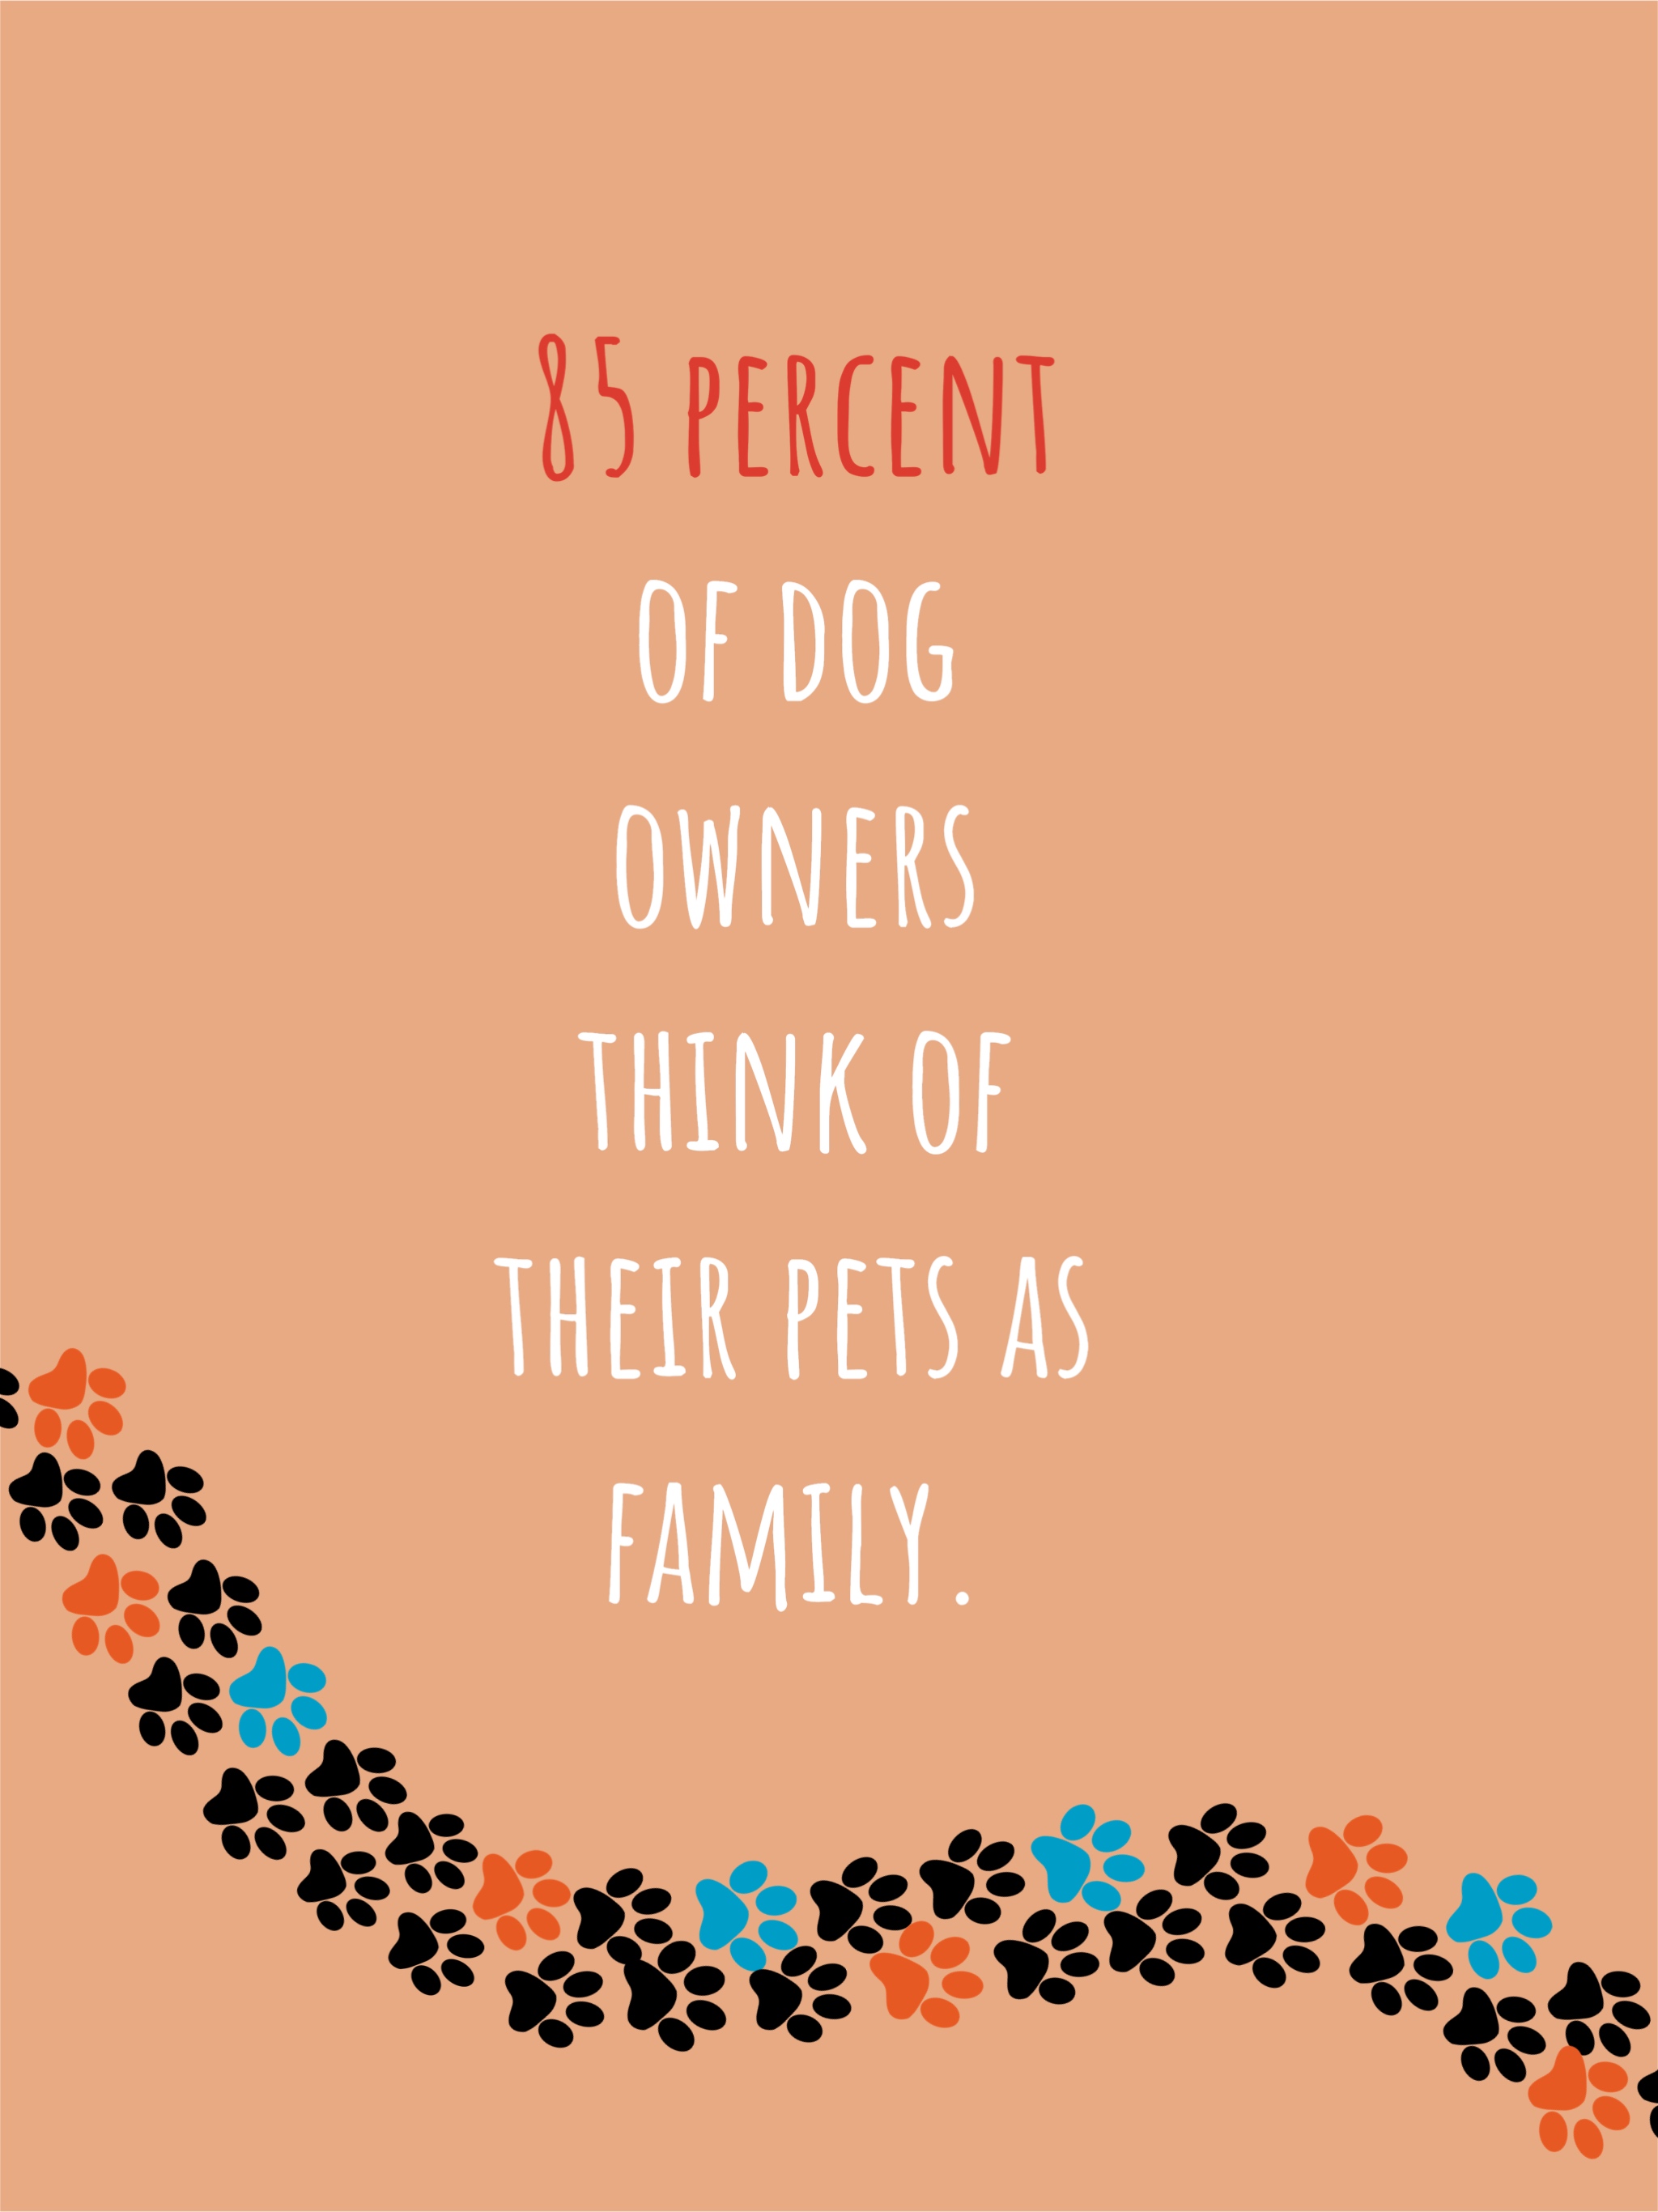 85 PERCENT
OF DOG
OWNERS
THINK OF
THEIR PETS AS
FAMILY.